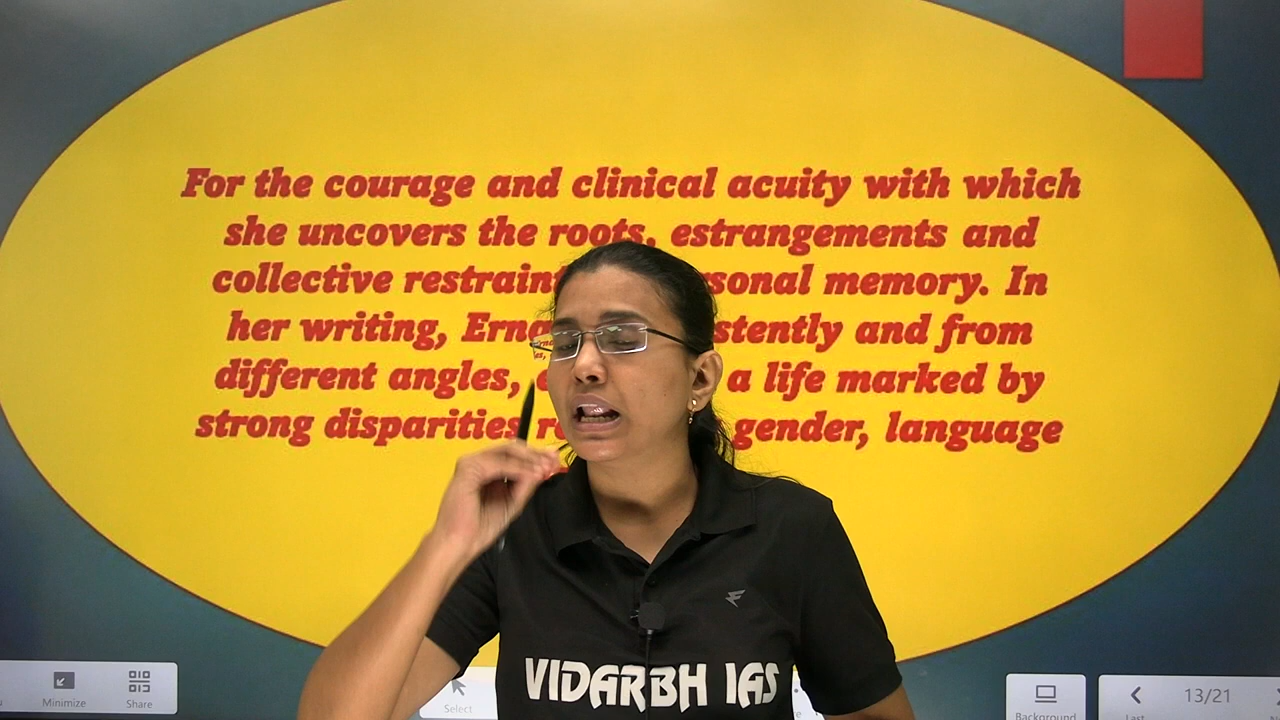 For the courage and clinical acuity with which
she uncovers the roots, estrangements and
collective restraint sonal memory. In
her writing, Erna stently and from
different angles, e a life marked by
strong disparities re gender, language
VIDARBH IAS
Minimize
Share
Select
Background
Last
13/21